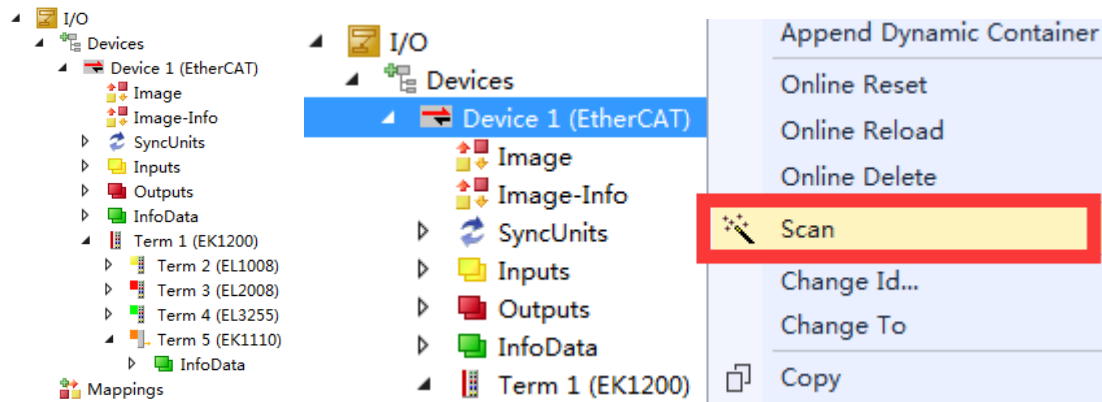 I/O
Devices
Device 1 (EtherCAT)
Image
Image-Info
SyncUnits
Inputs
Outputs
InfoData
Term 1 (EK1200)
Term 2 (EL1008)
Term 3 (EL2008)
Term 4 (EL3255)
Term 5 (EK1110)
InfoData
Mappings
I/O
Devices
Device 1 (EtherCAT)
Image
Image-Info
SyncUnits
Inputs
Outputs
InfoData
Term 1 (EK1200)
Append Dynamic Container
Online Reset
Online Reload
Online Delete
Scan
Change Id...
Change To
Copy